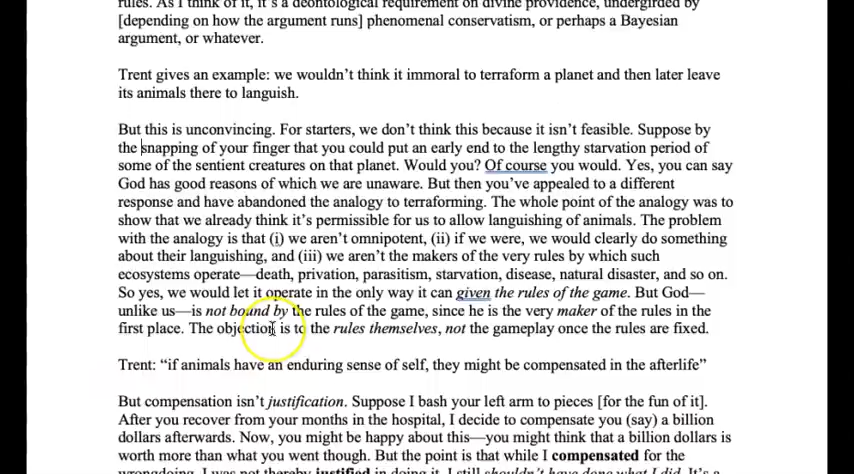 rules. As I think of it, it's a deontological requirement on divine providence, undergirded by
[depending on how the argument runs] phenomenal conservatism, or perhaps a Bayesian
argument, or whatever.
Trent gives an example: we wouldn't think it immoral to terraform a planet and then later leave
its animals there to languish.
But this is unconvincing. For starters, we don't think this because it isn't feasible. Suppose by
the snapping of your finger that you could put an early end to the lengthy starvation period of
some of the sentient creatures on that planet. Would you? Of course you would. Yes, you can say
God has good reasons of which we are unaware. But then you've appealed to a different
response and have abandoned the analogy to terraforming. The whole point of the analogy was to
show that we already think it's permissible for us to allow languishing of animals. The problem
with the analogy is that (i) we aren't omnipotent, (ii) if we were, we would clearly do something
about their languishing, and (iii) we aren't the makers of the very rules by which such
ecosystems operate—death, privation, parasitism, starvation, disease, natural disaster, and so on.
So yes, we would let it operate in the only way it can given the rules of the game. But God—
unlike us—is not bound by the rules of the game, since he is the very maker of the rules in the
first place. The objection is to the rules themselves, not the gameplay once the rules are fixed.
Trent: “if animals have an enduring sense of self, they might be compensated in the afterlife”
But compensation isn't justification. Suppose I bash your left arm to pieces [for the fun of it].
After you recover from your months in the hospital, I decide to compensate you (say) a billion
dollars afterwards. Now, you might be happy about this—you might think that a billion dollars is
worth more than what you went though. But the point is that while I compensated for the
wrongdoing, I was not thereby justified in doing it. I still shouldn't have done what I did. It's a